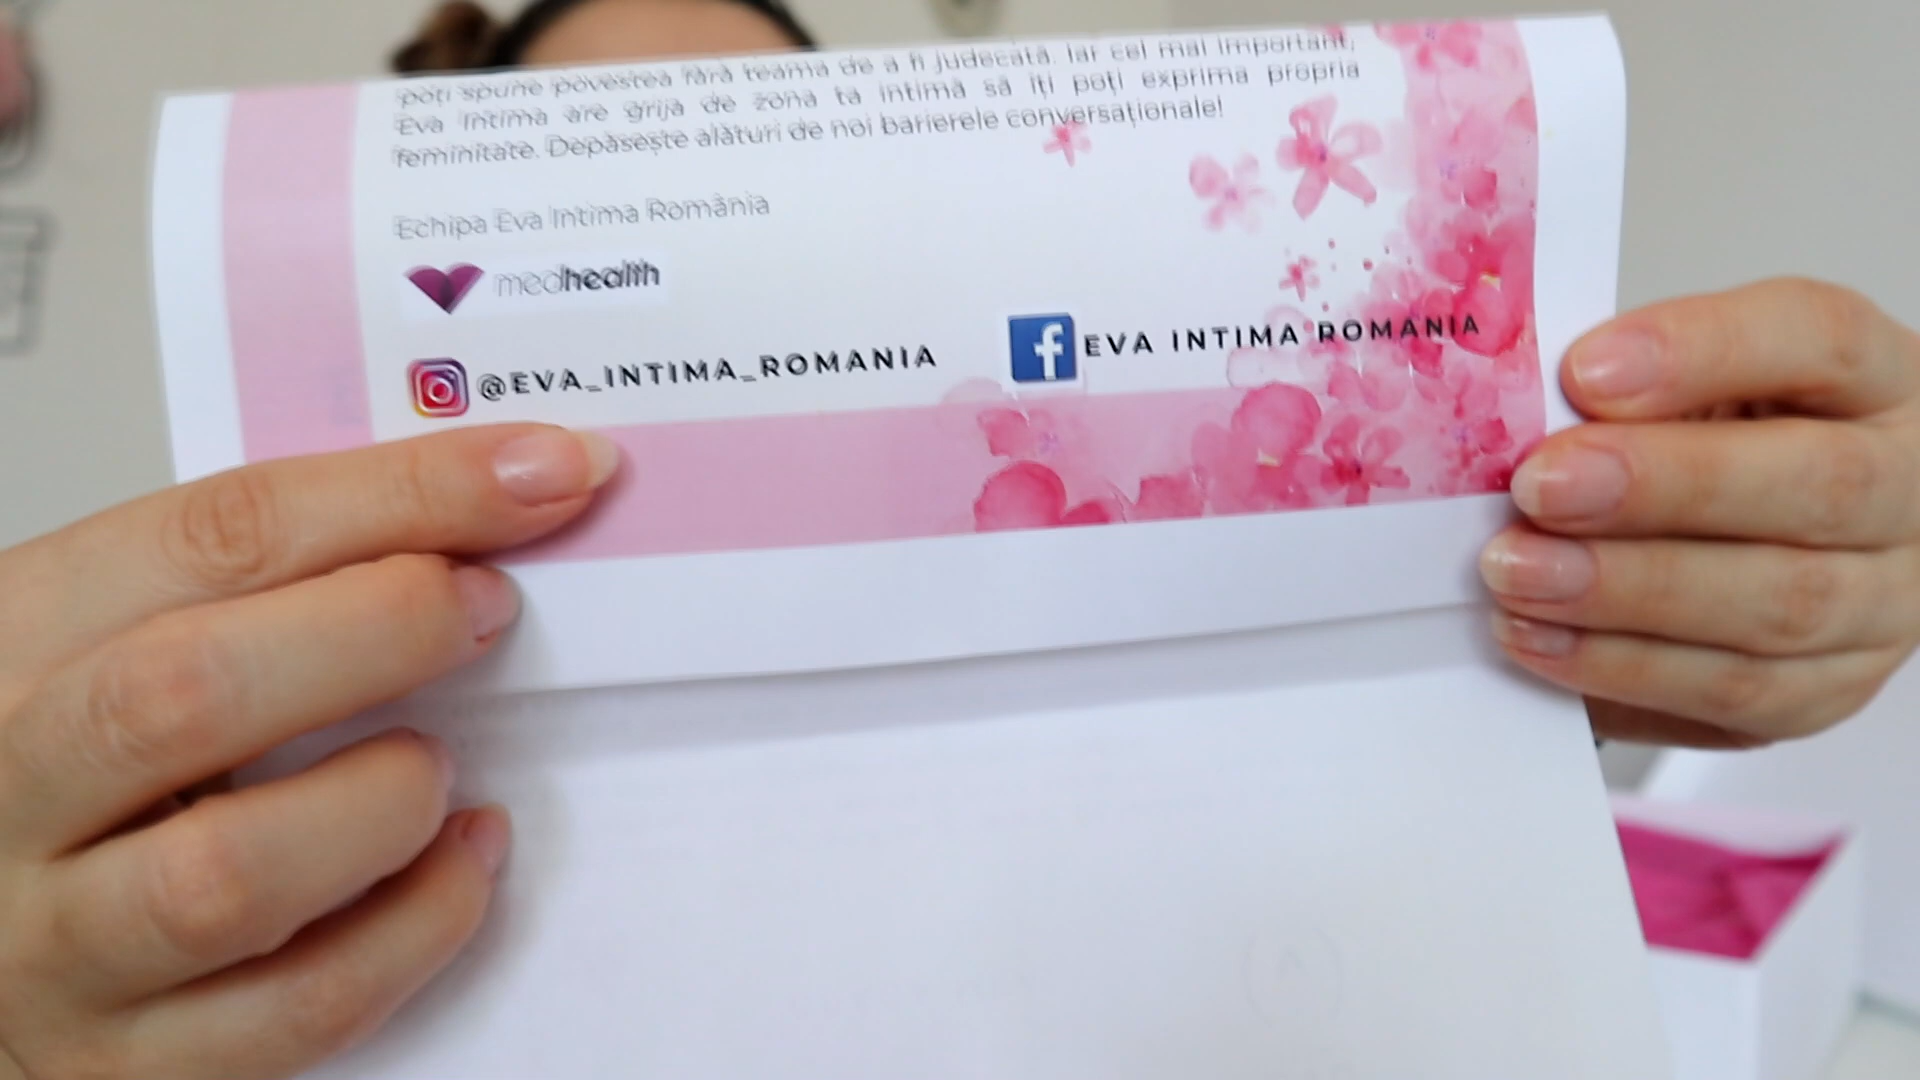 poți spune povestea fără teama de a fi judecată. Iar cel mai important,
Eva Intima are grijă de zona ta intimă să îți poți exprima propria
feminitate. Depășește alături de noi barierele conversaționale!
Echipa Eva Intima România
medhealth
@EVA_INTIMA_ROMANIA
EVA INTIMA ROMANIA